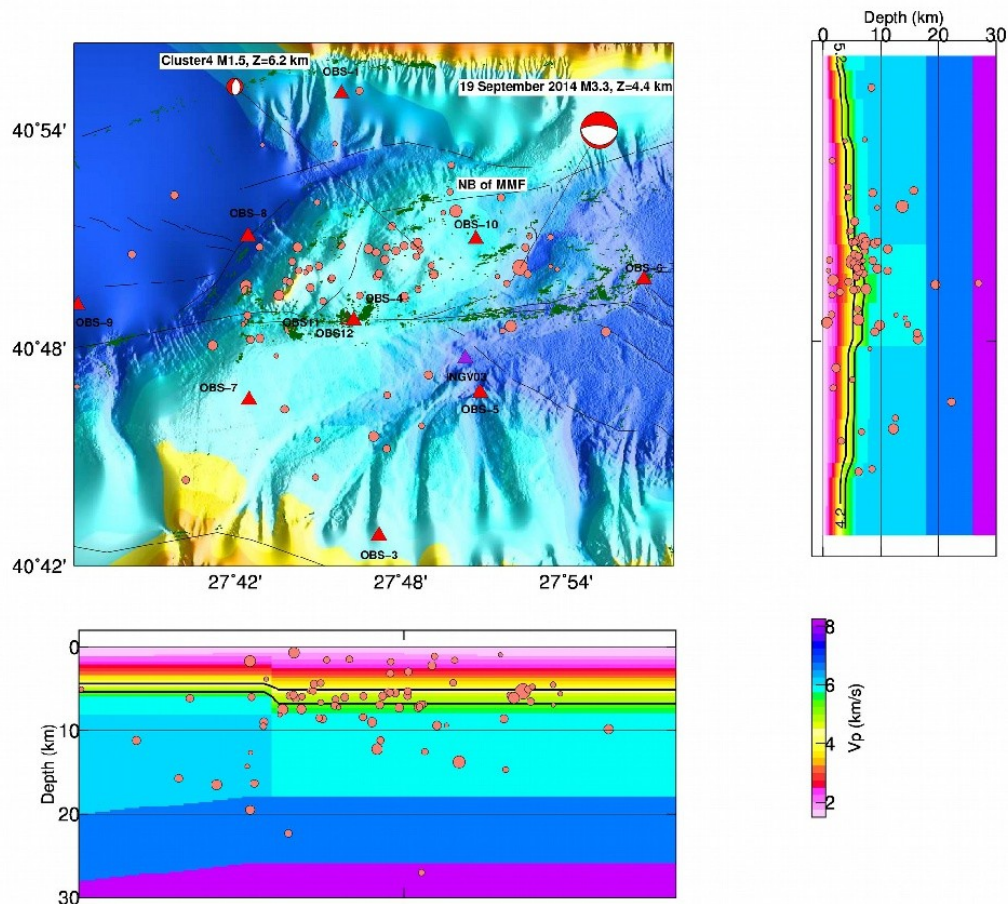 Depth (km)
0 10 20 30
Cluster4 M1.5, Z=6.2 km
OBS-1
19 September 2014 M3.3, Z=4.4 km
5.2
40˚54'
NB of MMF
OBS-8
OBS-10
OBS-6
OBS-9
OBS-4
OBS11
OBS12
40˚48'
INGV03
OBS-7
OBS-5
4.2
OBS-3
40˚42'
27˚42' 27˚48' 27˚54'
0
10
20
30
Depth (km)
8
6
4
2
Vp (km/s)